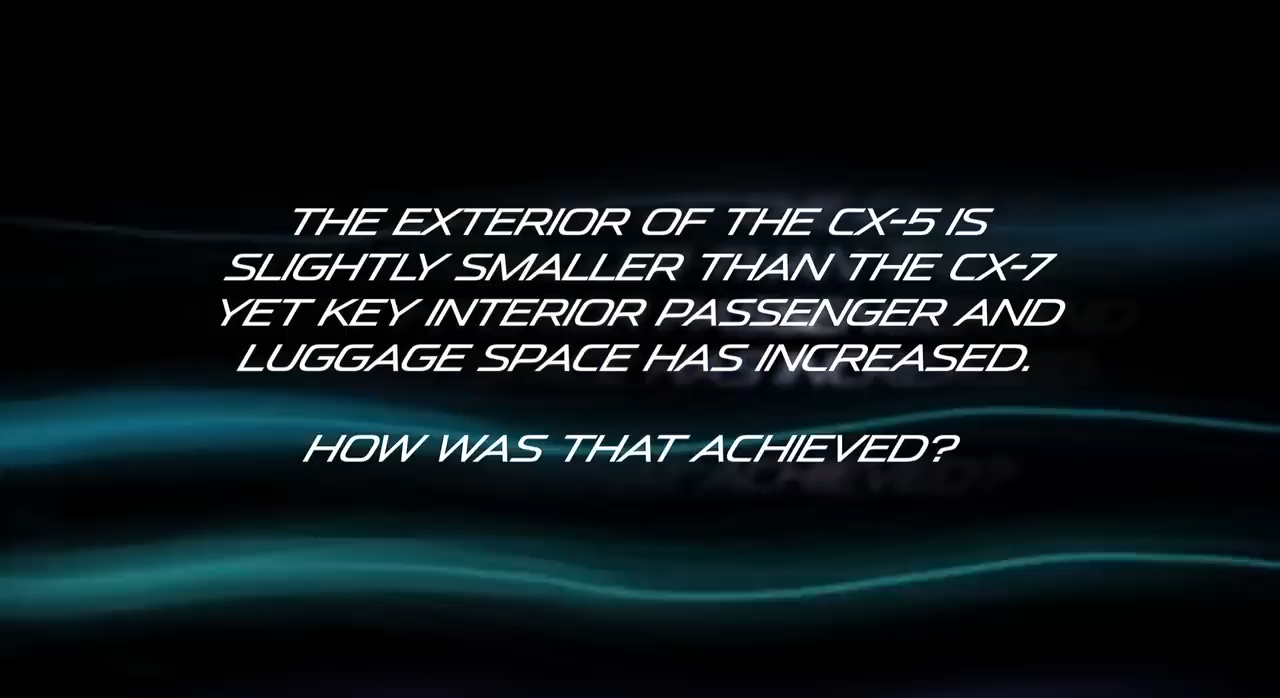 THE EXTERIOR OF THE CX-5 IS
SLIGHTLY SMALLER THAN THE CX-7
YET KEY INTERIOR PASSENGER AND
LUGGAGE SPACE HAS INCREASED.
HOW WAS THAT ACHIEVED?